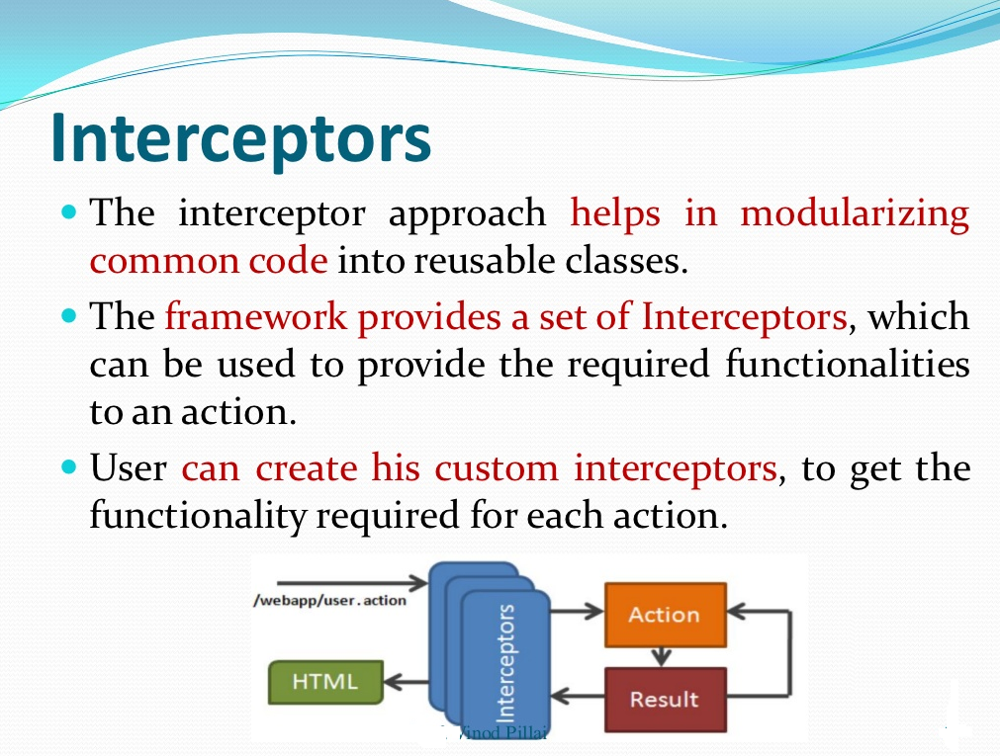 Interceptors
The interceptor approach helps in modularizing
common code into reusable classes.
The framework provides a set of Interceptors, which
can be used to provide the required functionalities
to an action.
User can create his custom interceptors, to get the
functionality required for each action.
/webapp/user.action
Interceptors
Action
HTML
Result
Vinod Pillai